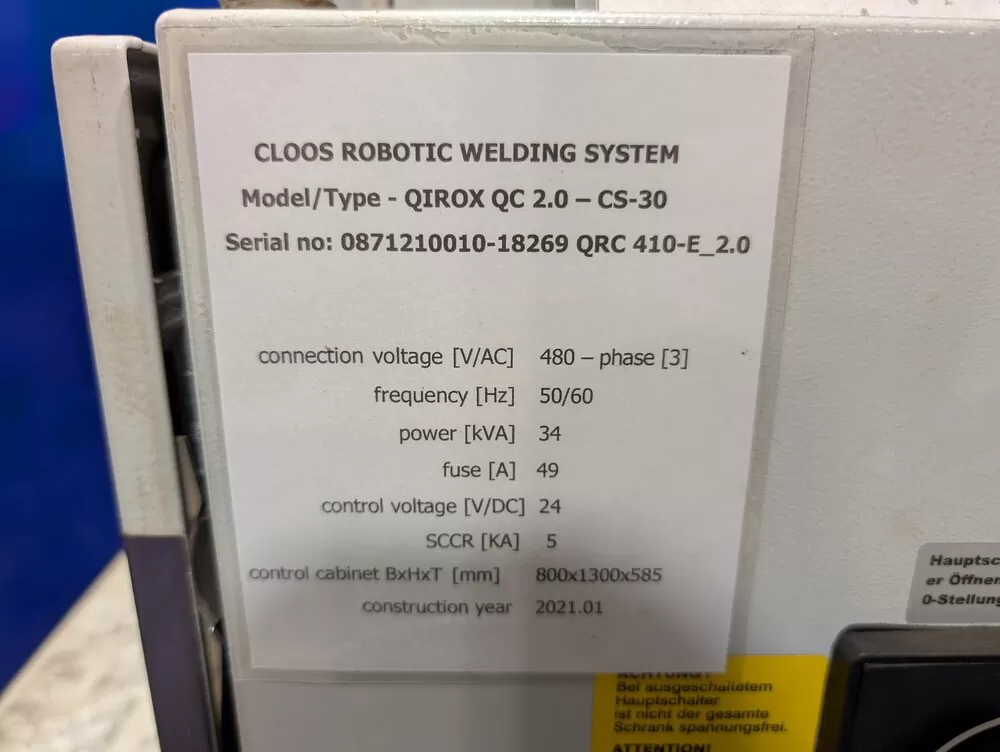 CLOOS ROBOTIC WELDING SYSTEM
Model/Type - QIROX QC 2.0 – CS-30
Serial no: 0871210010-18269 QRC 410-E_2.0
connection voltage [V/AC] 480 – phase [3]
frequency [Hz] 50/60
power [kVA] 34
fuse [A] 49
control voltage [V/DC] 24
SCCR [KA] 5
control cabinet BxHxT [mm] 800x1300x585
construction year 2021.01
Hauptsc
er Öffnen
0-Stellung
ACHTUNG!
Bei ausgeschaltetem
Hauptschalter
ist nicht der gesamte
Schrank spannungsfrei.
ATTENTION!